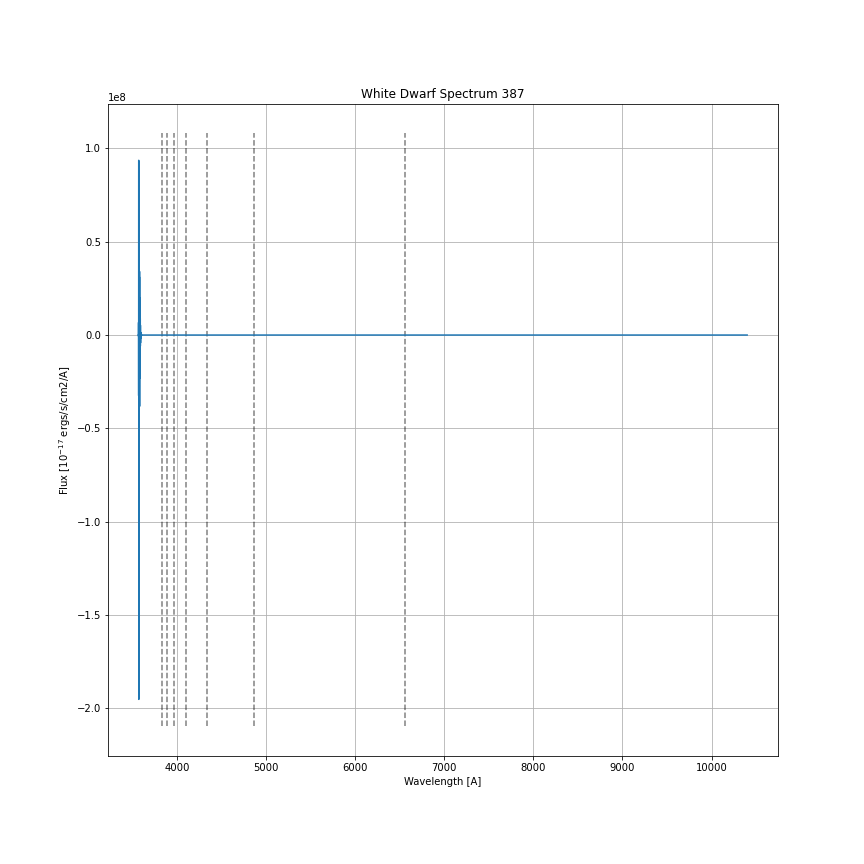 White Dwarf Spectrum 387
1e8
1.0
0.5
0.0
−0.5
−1.0
−1.5
−2.0
Flux [10⁻¹⁷ ergs/s/cm2/A]
4000 5000 6000 7000 8000 9000 10000
Wavelength [A]